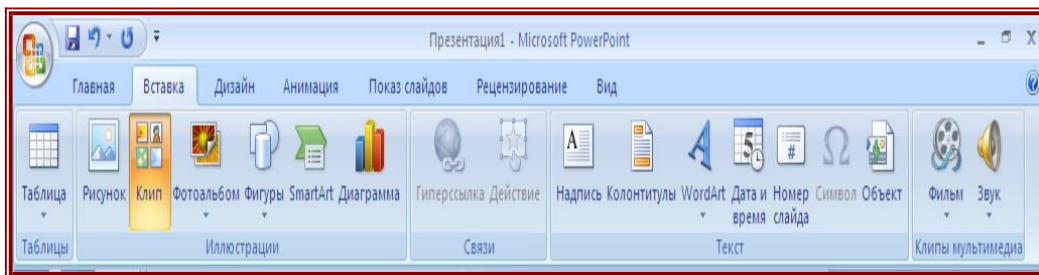 Презентация1 - Microsoft PowerPoint
Главная Вставка Дизайн Анимация Показ слайдов Рецензирование Вид
Таблица Рисунок Клип Фотоальбом Фигуры SmartArt Диаграмма Гиперссылка Действие Надпись Колонтитулы WordArt Дата и время Номер слайда Символ Объект Фильм Звук
Таблицы Иллюстрации Связи Текст Клипы мультимедиа